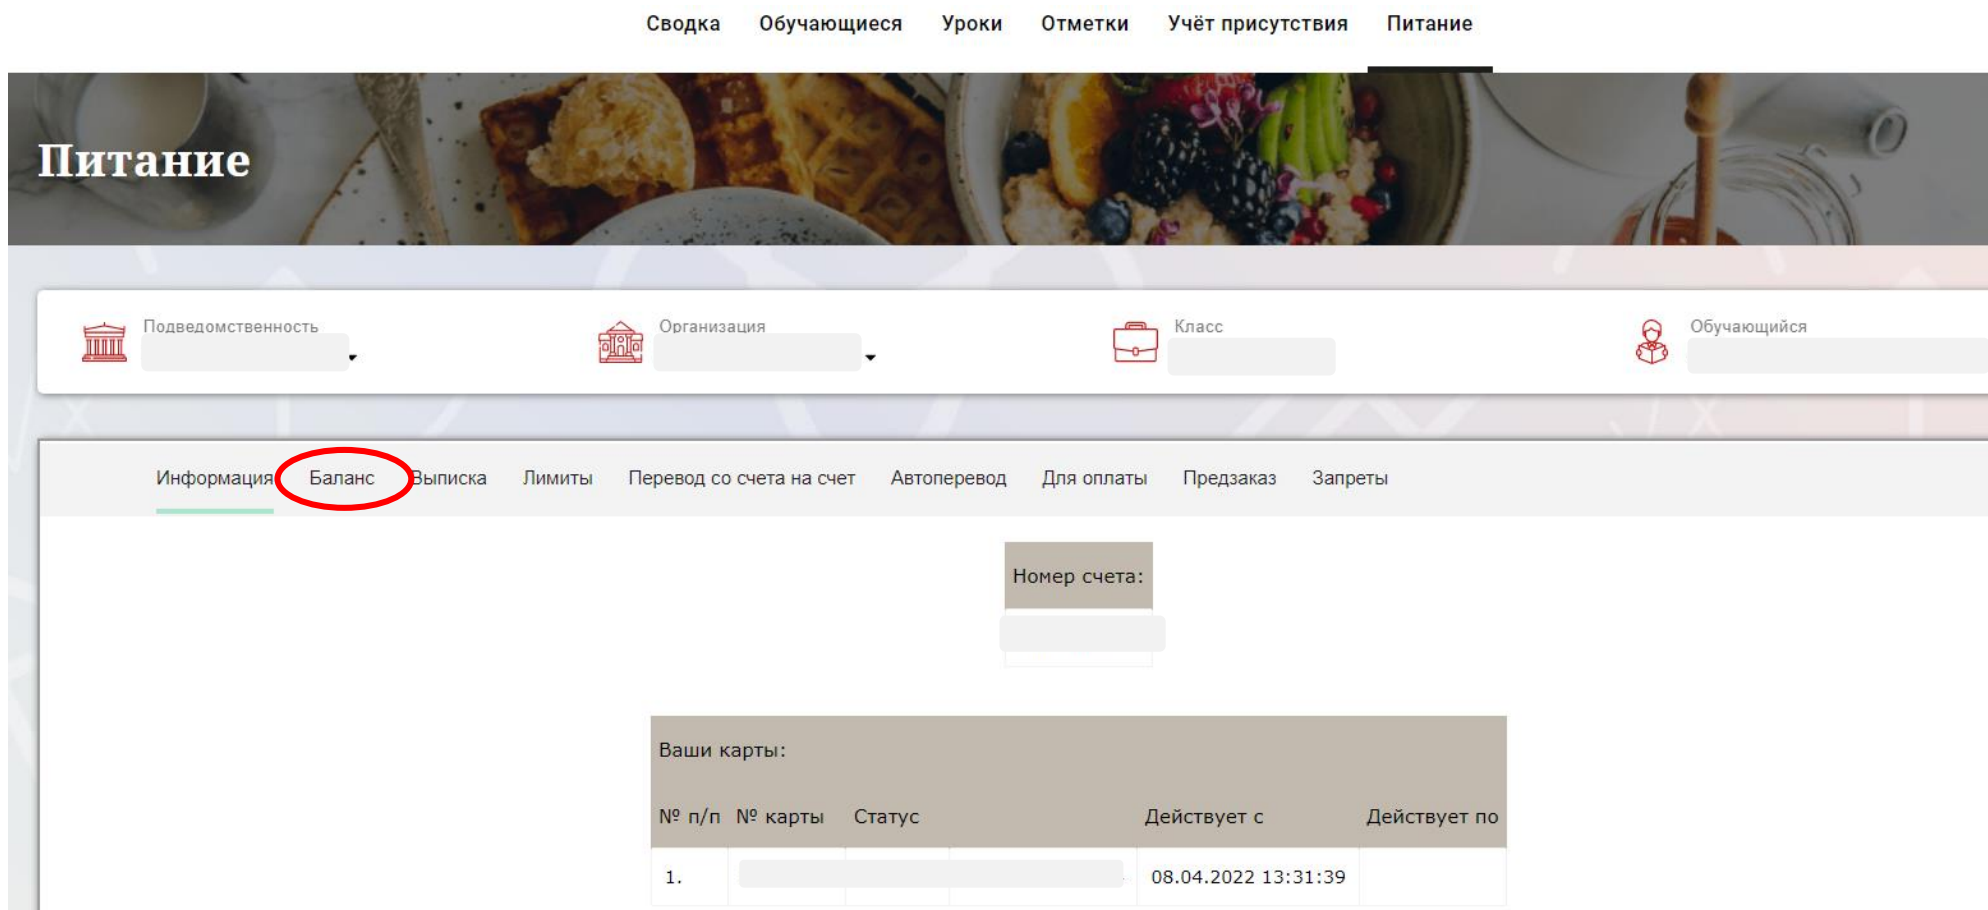 Сводка Обучающиеся Уроки Отметки Учёт присутствия Питание
Питание
Подведомственность Организация Класс Обучающийся
Информация Баланс Выписка Лимиты Перевод со счета на счет Автоперевод Для оплаты Предзаказ Запреты
Номер счета:
Ваши карты:
№ п/п № карты Статус Действует с Действует по
1. 08.04.2022 13:31:39